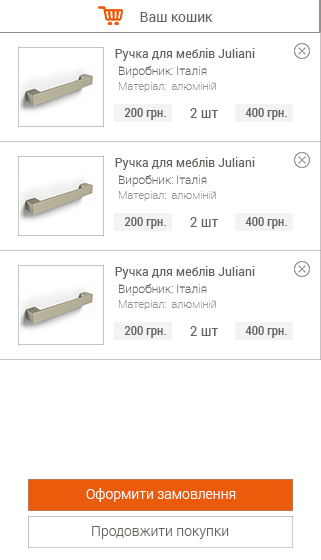 Ваш кошик
Ручка для меблів Juliani
Виробник: Італія
Матеріал: алюміній
200 грн. 2 шт 400 грн.
Ручка для меблів Juliani
Виробник: Італія
Матеріал: алюміній
200 грн. 2 шт 400 грн.
Ручка для меблів Juliani
Виробник: Італія
Матеріал: алюміній
200 грн. 2 шт 400 грн.
Оформити замовлення
Продовжити покупки